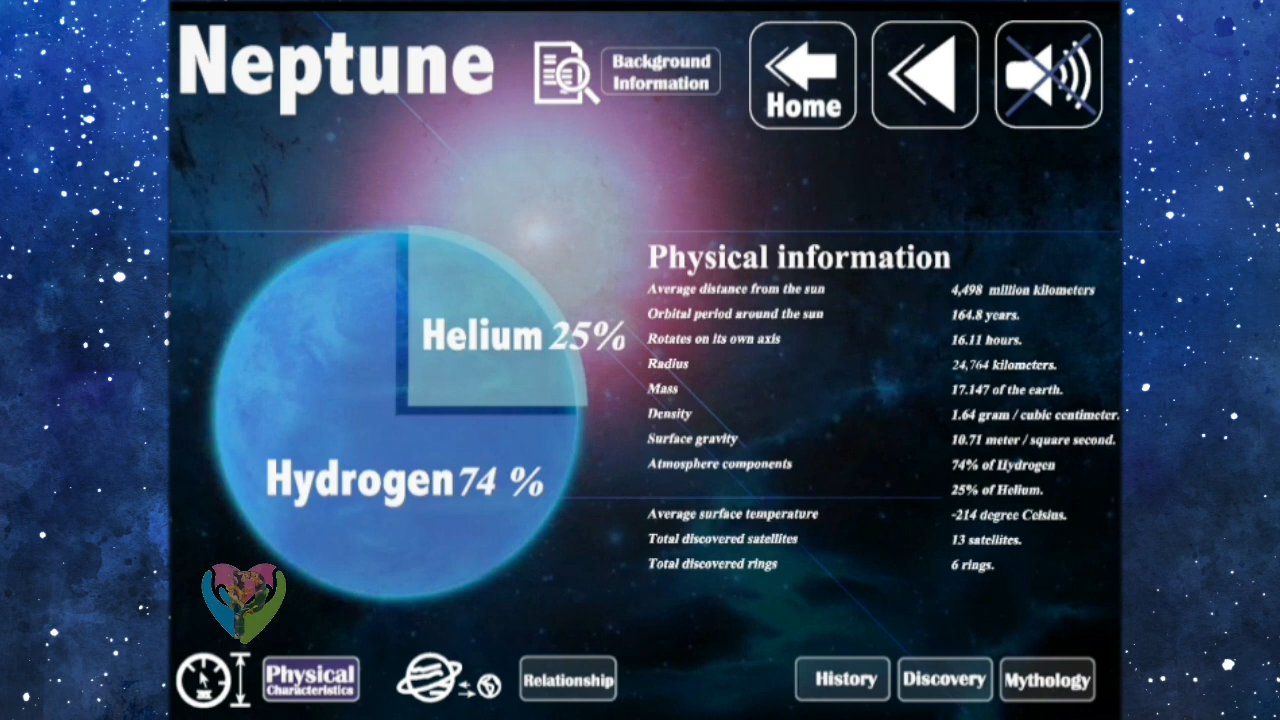 Neptune
Background
Information
Home
Helium 25%
Hydrogen 74 %
Physical information
Average distance from the sun 4,498 million kilometers
Orbital period around the sun 164.8 years.
Rotates on its own axis 16.11 hours.
Radius 24,764 kilometers.
Mass 17.147 of the earth.
Density 1.64 gram / cubic centimeter.
Surface gravity 10.71 meter / square second.
Atmosphere components 74% of Hydrogen
25% of Helium.
Average surface temperature -214 degree Celsius.
Total discovered satellites 13 satellites.
Total discovered rings 6 rings.
Physical
Characteristics
Relationship
History
Discovery
Mythology